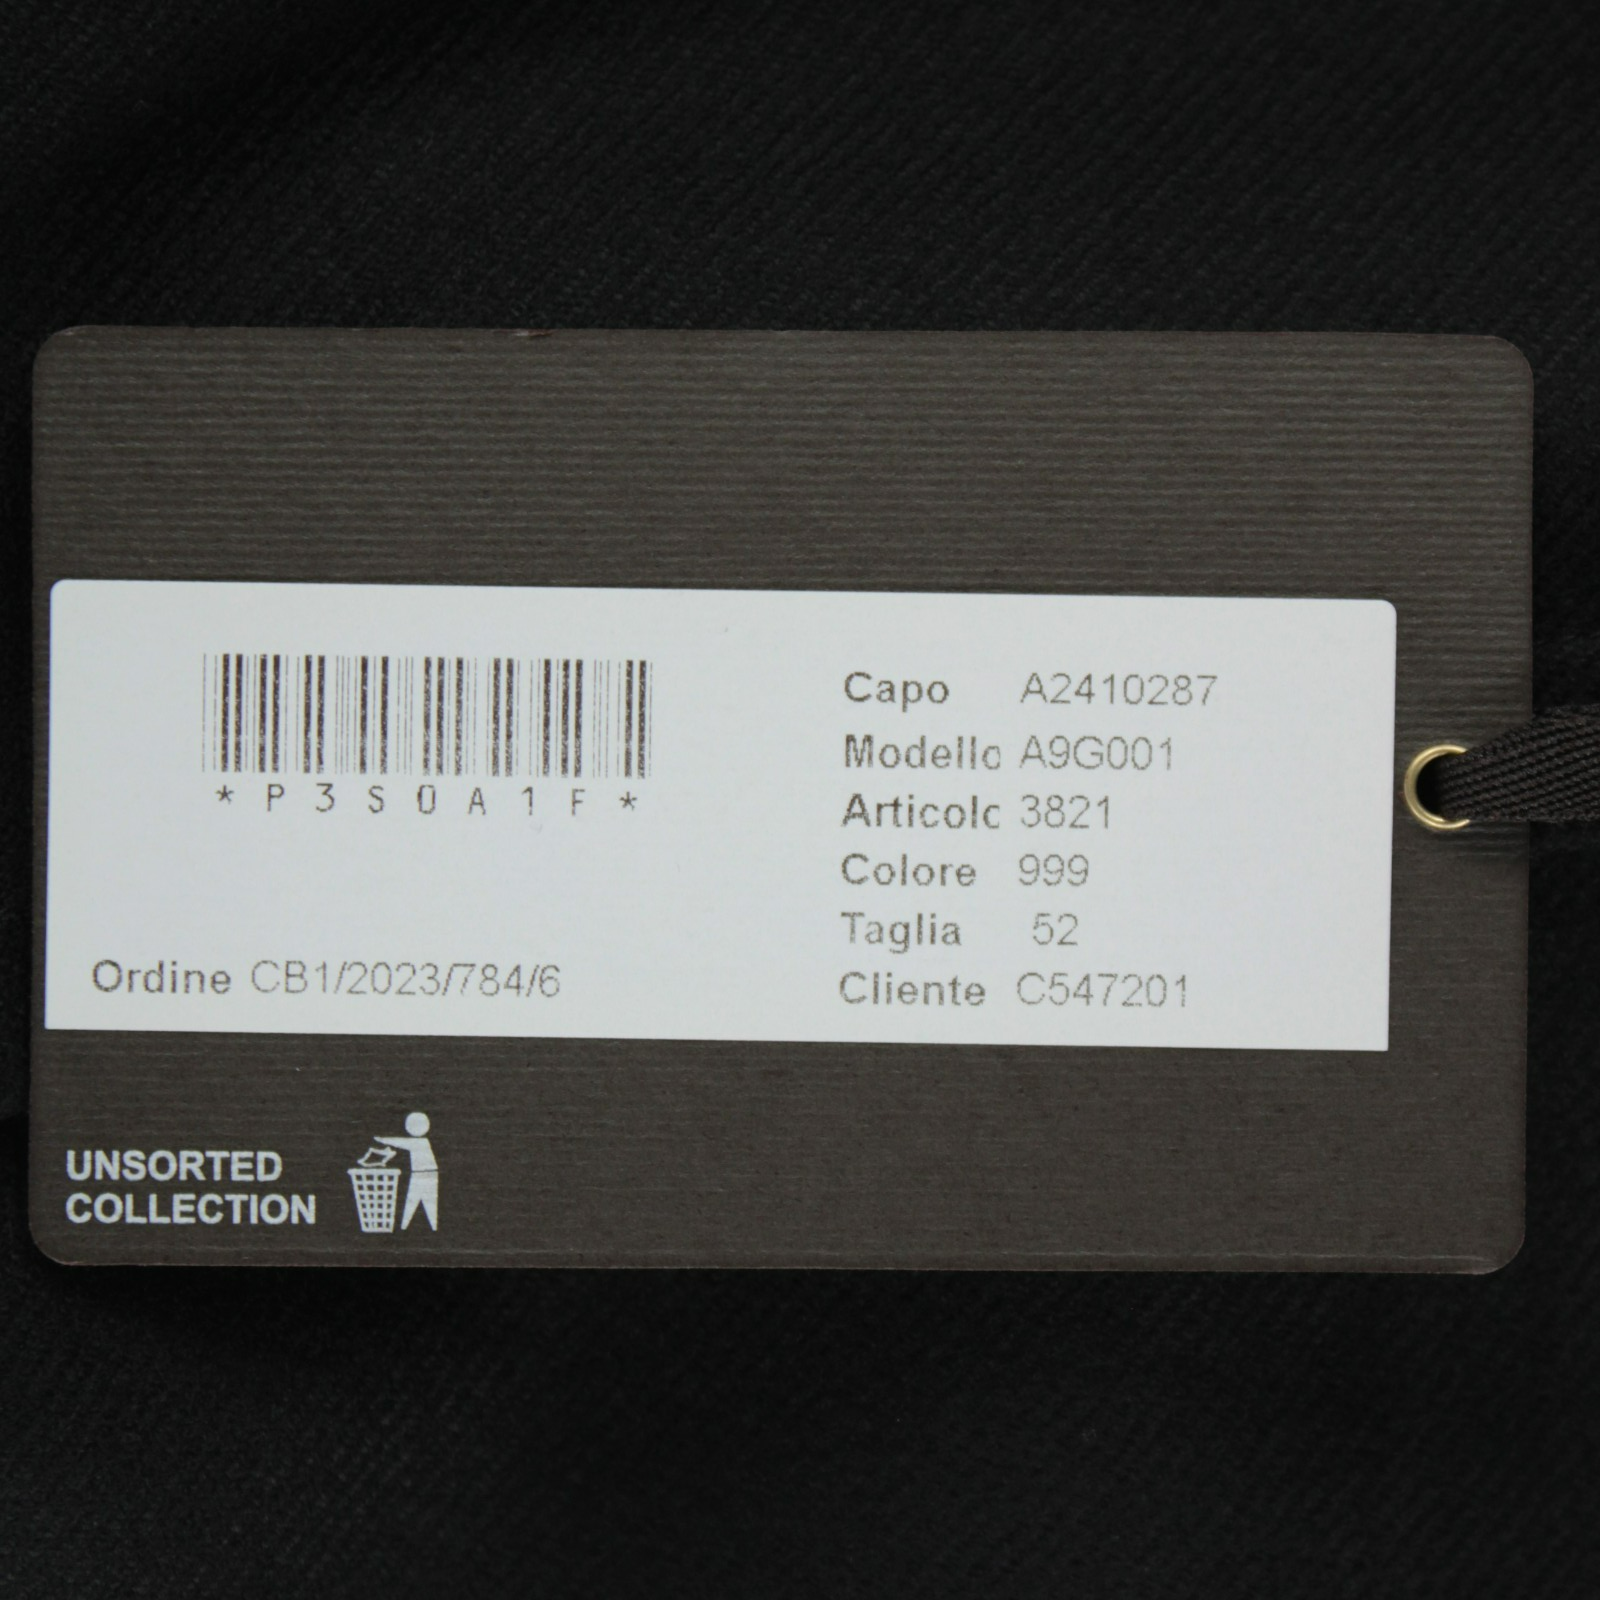 *P3S0A1F*
Ordine CB1/2023/784/6
Capo A2410287
Modello A9G001
Articolo 3821
Colore 999
Taglia 52
Cliente C547201
UNSORTED
COLLECTION